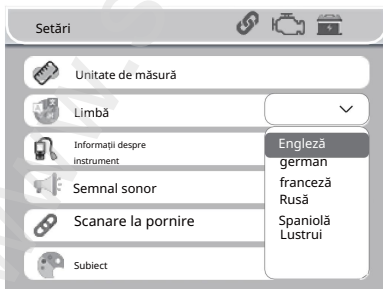 Setări
Unitate de măsură
Limbă
Engleză
german
franceză
Rusă
Spaniolă
Lustrui
Informații despre
instrument
Semnal sonor
Scanare la pornire
Subiect